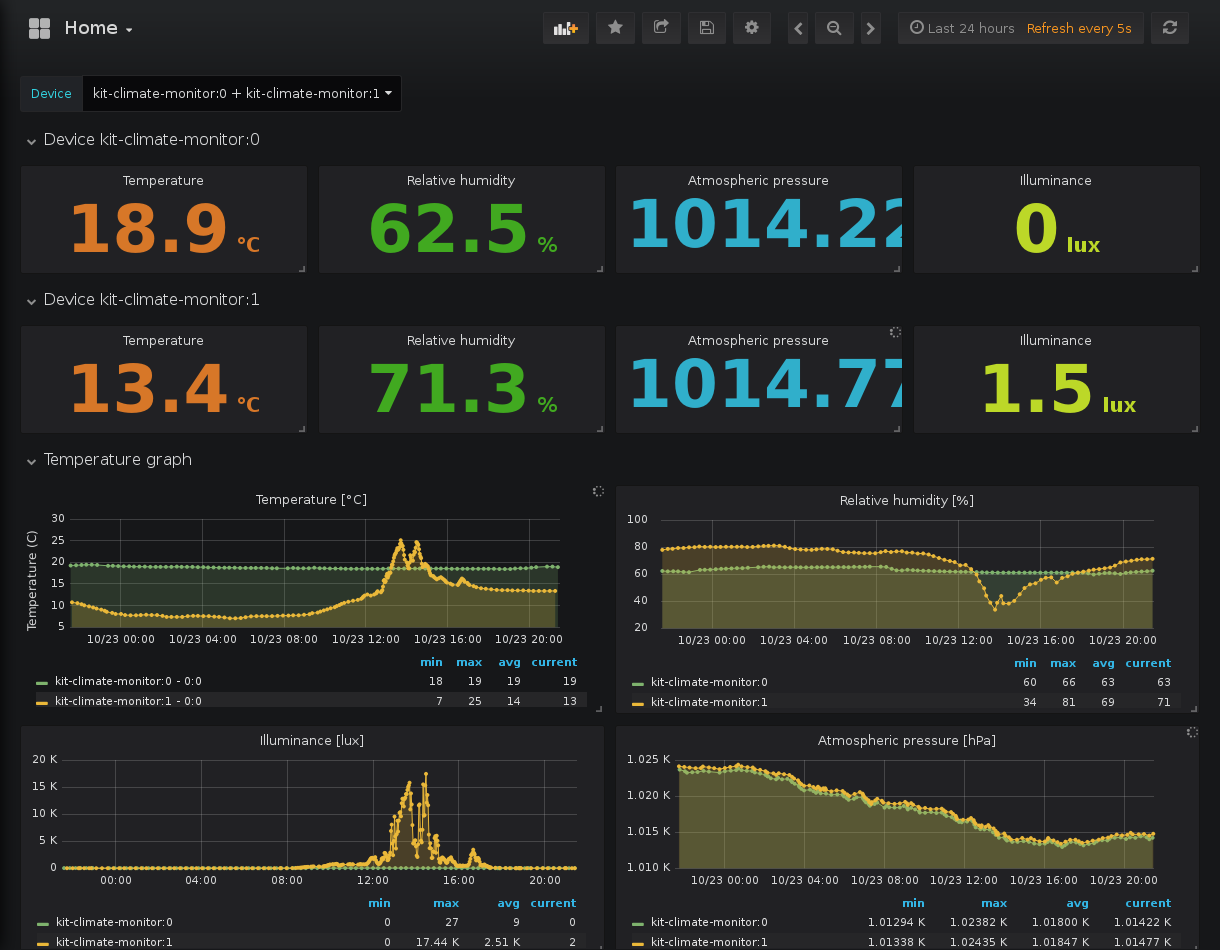 Home
Last 24 hours Refresh every 5s
Device kit-climate-monitor:0 + kit-climate-monitor:1
Device kit-climate-monitor:0
Temperature Relative humidity Atmospheric pressure Illuminance
18.9 °C 62.5 % 1014.22 0 lux
Device kit-climate-monitor:1
Temperature Relative humidity Atmospheric pressure Illuminance
13.4 °C 71.3 % 1014.77 1.5 lux
Temperature graph
Temperature [°C]
Temperature (C)
30
25
20
15
10
5
10/23 00:00 10/23 04:00 10/23 08:00 10/23 12:00 10/23 16:00 10/23 20:00
min max avg current
kit-climate-monitor:0 - 0:0 18 19 19 19
kit-climate-monitor:1 - 0:0 7 25 14 13
Relative humidity [%]
100
80
60
40
20
10/23 00:00 10/23 04:00 10/23 08:00 10/23 12:00 10/23 16:00 10/23 20:00
min max avg current
kit-climate-monitor:0 60 66 63 63
kit-climate-monitor:1 34 81 69 71
Illuminance [lux]
20 K
15 K
10 K
5 K
0
00:00 04:00 08:00 12:00 16:00 20:00
min max avg current
kit-climate-monitor:0 0 27 9 0
kit-climate-monitor:1 0 17.44 K 2.51 K 2
Atmospheric pressure [hPa]
1.025 K
1.020 K
1.015 K
1.010 K
10/23 00:00 10/23 04:00 10/23 08:00 10/23 12:00 10/23 16:00 10/23 20:00
min max avg current
kit-climate-monitor:0 1.01294 K 1.02382 K 1.01800 K 1.01422 K
kit-climate-monitor:1 1.01338 K 1.02435 K 1.01847 K 1.01477 K